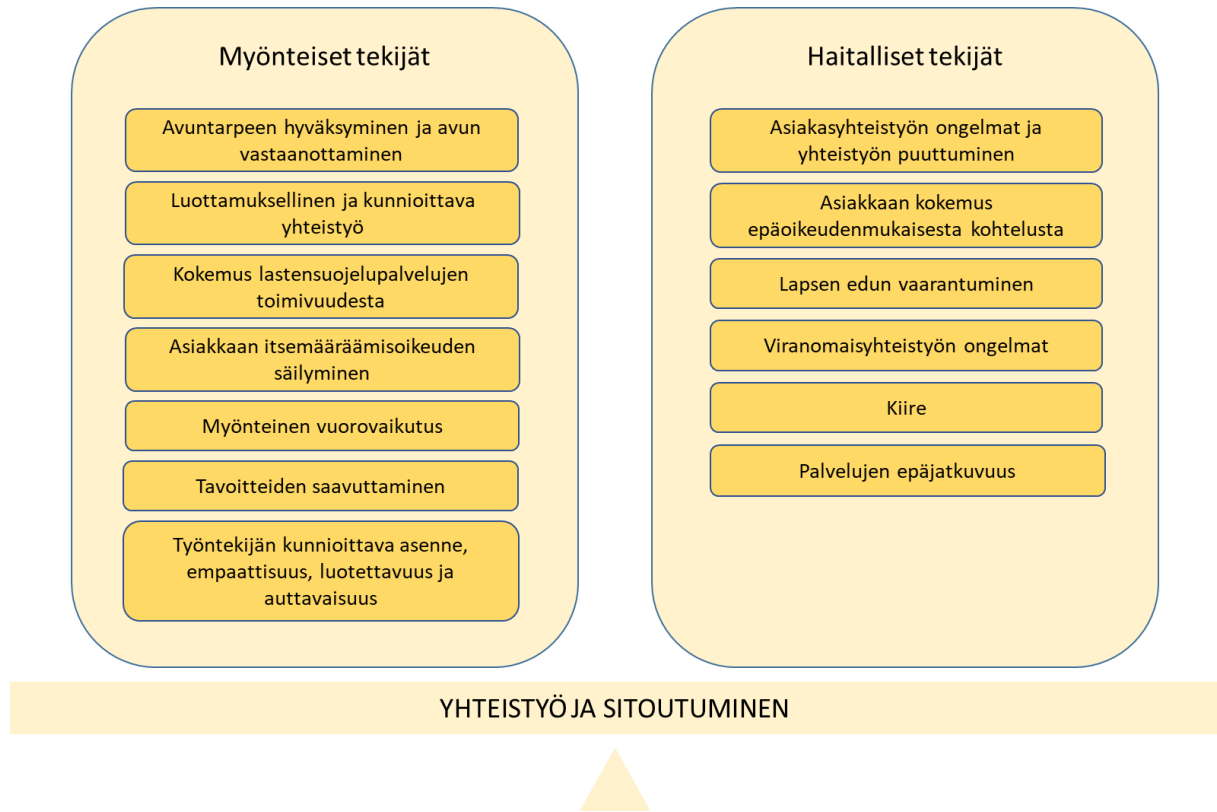 Myönteiset tekijät
Avuntarpeen hyväksyminen ja avun
vastaanottaminen
Luottamuksellinen ja kunnioittava
yhteistyö
Kokemus lastensuojelupalvelujen
toimivuudesta
Asiakkaan itsemääräämisoikeuden
säilyminen
Myönteinen vuorovaikutus
Tavoitteiden saavuttaminen
Työntekijän kunnioittava asenne,
empaattisuus, luotettavuus ja
auttavaisuus
Haitalliset tekijät
Asiakasyhteistyön ongelmat ja
yhteistyön puuttuminen
Asiakkaan kokemus
epäoikeudenmukaisesta kohtelusta
Lapsen edun vaarantuminen
Viranomaisyhteistyön ongelmat
Kiire
Palvelujen epäjatkuvuus
YHTEISTYÖ JA SITOUTUMINEN